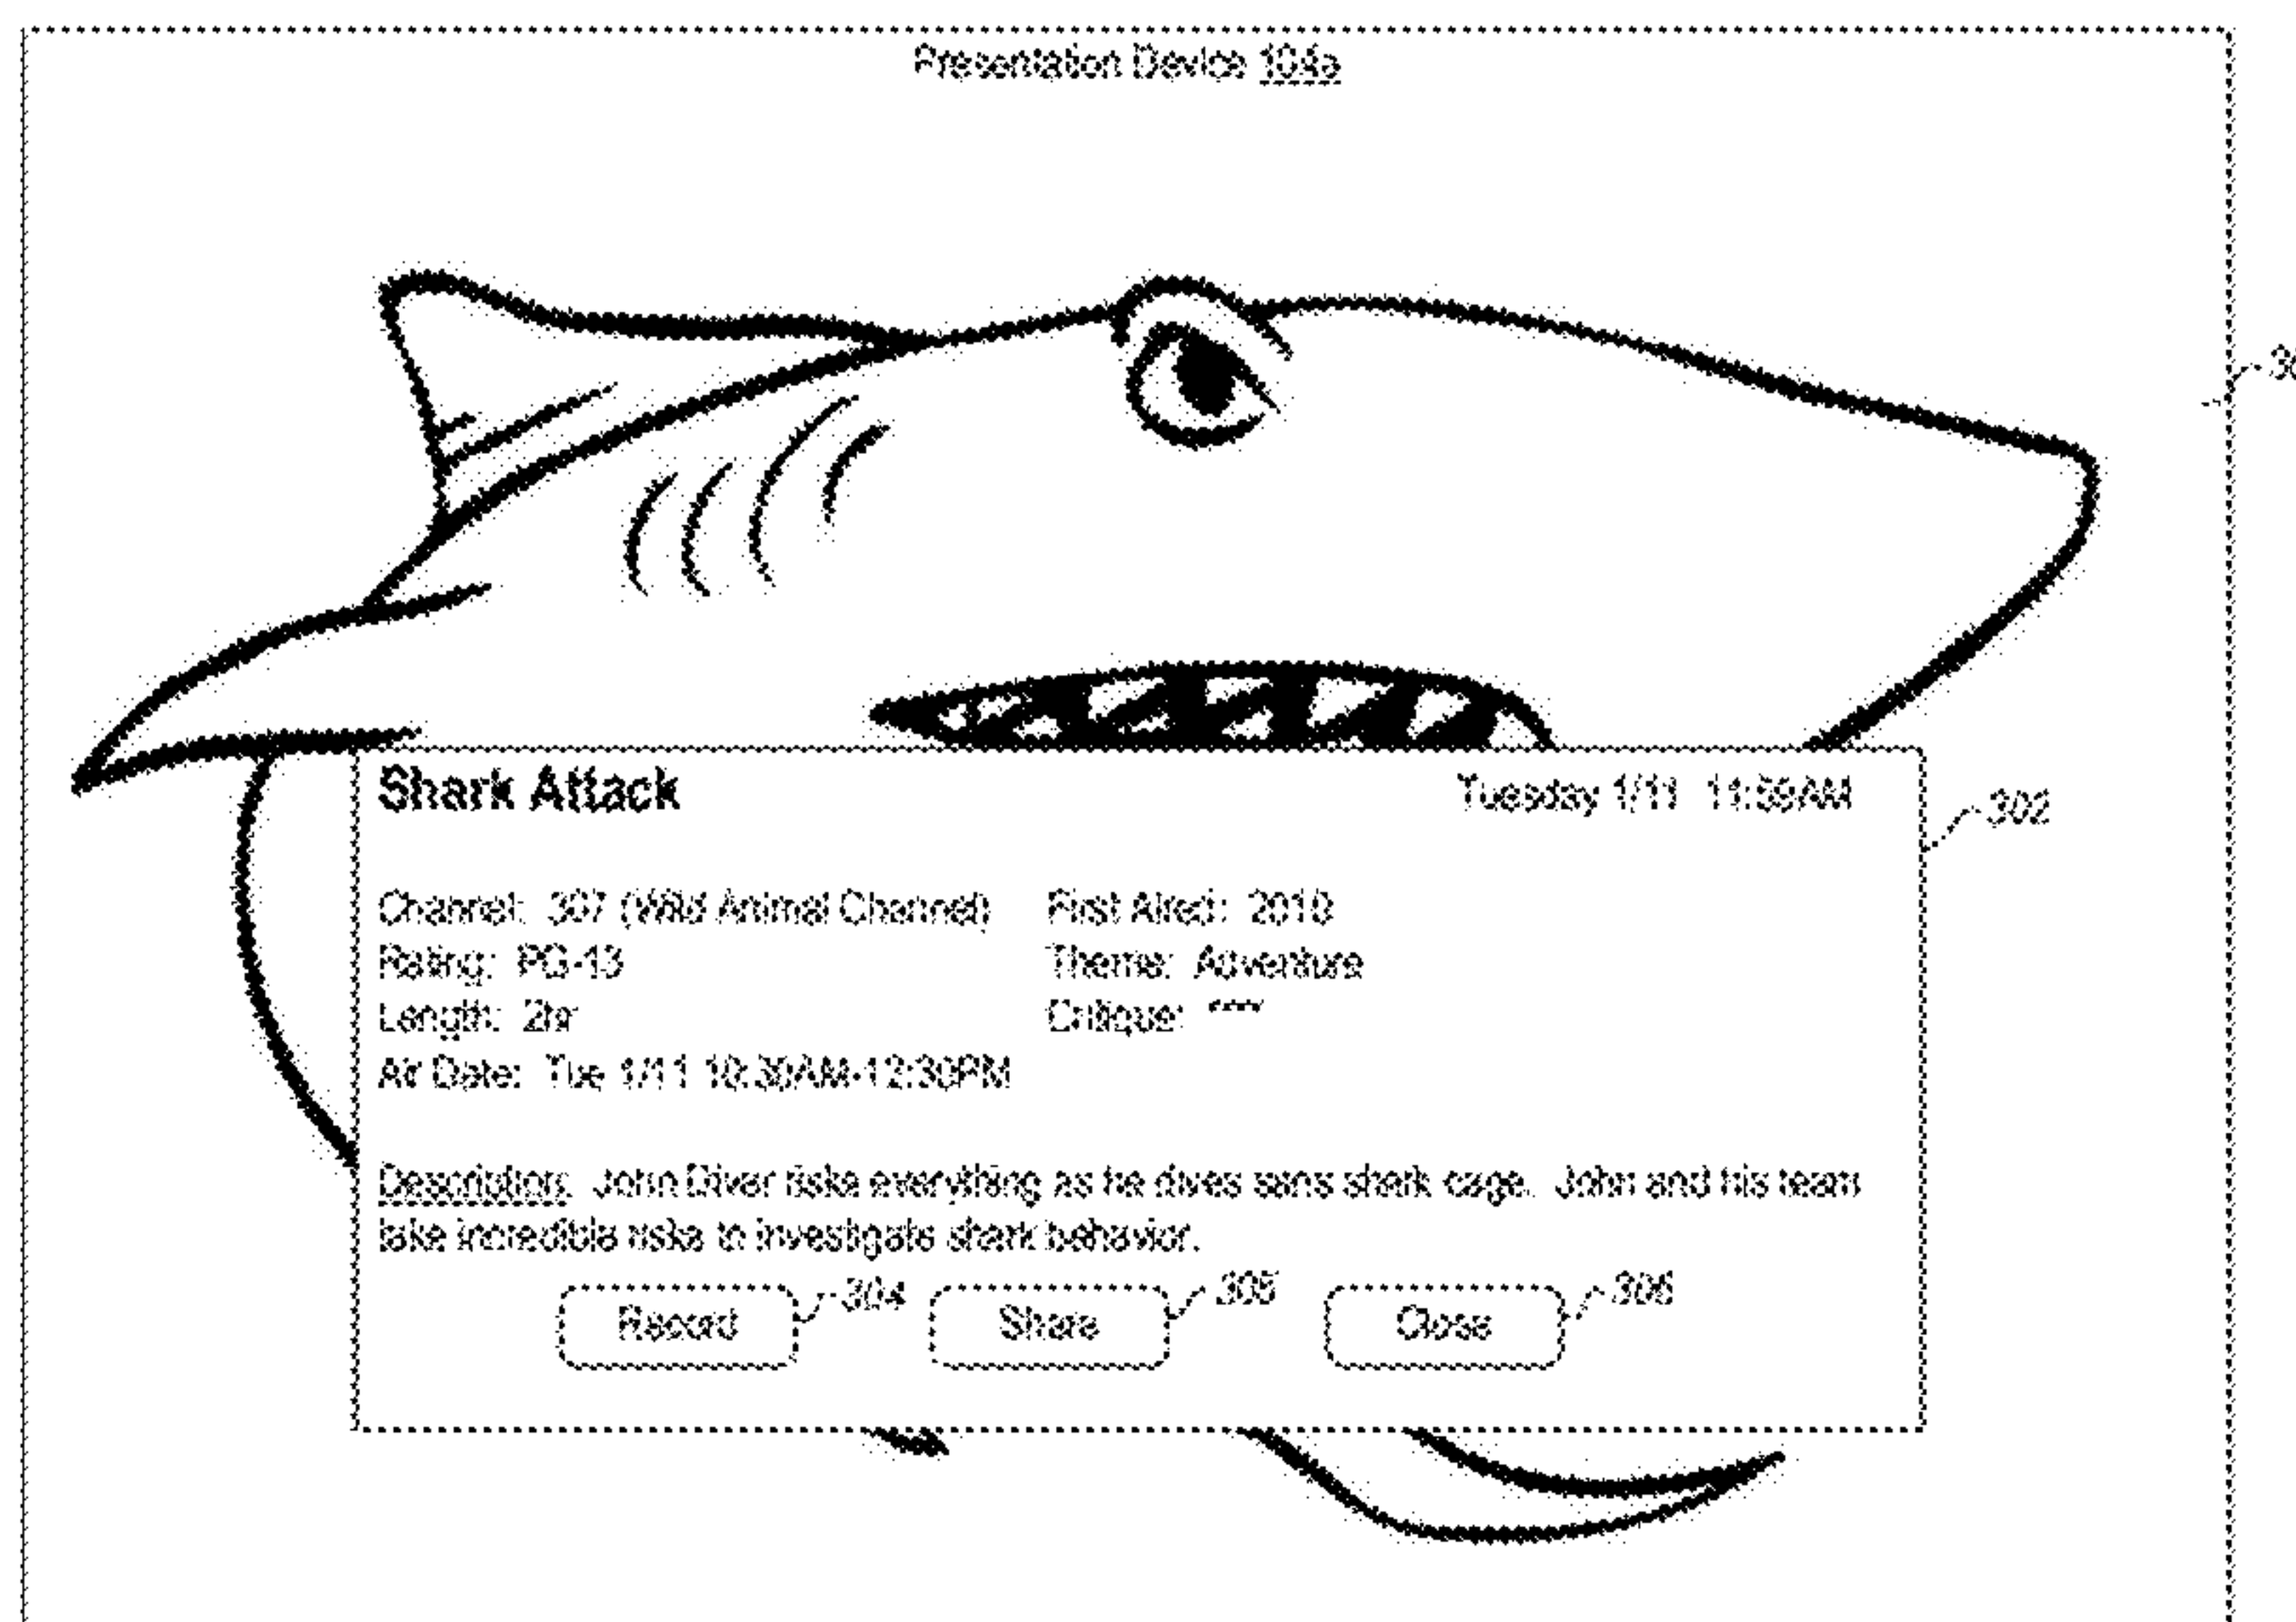 Presentation Device 104a
Shark Attack Tuesday 1/11 11:59AM
302
Channel: 307 (Wild Animal Channel) First Aired: 2010
Rating: PG-13 Theme: Adventure
Length: 2hr Critique: ****
Air Date: Tue 1/11 10:30AM-12:30PM
Description: John Diver risks everything as he dives sans shark cage. John and his team
take incredible risks to investigate shark behavior.
304 305 306
Record Share Close